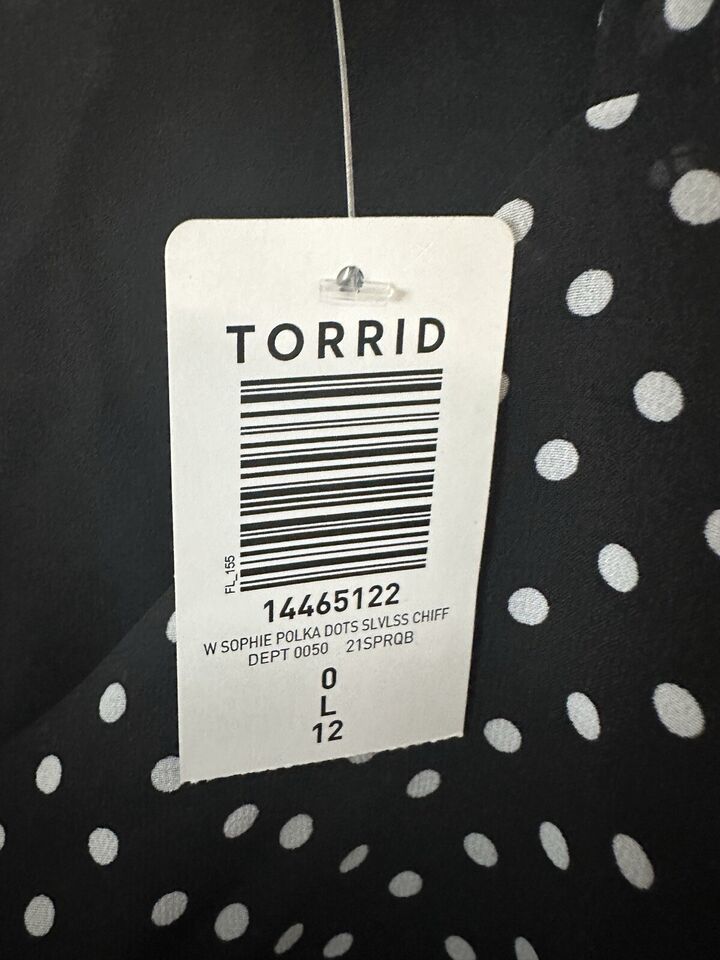 TORRID
FL_155
14465122
W SOPHIE POLKA DOTS SLVLSS CHIFF
DEPT 0050 21SPRQB
0
L
12